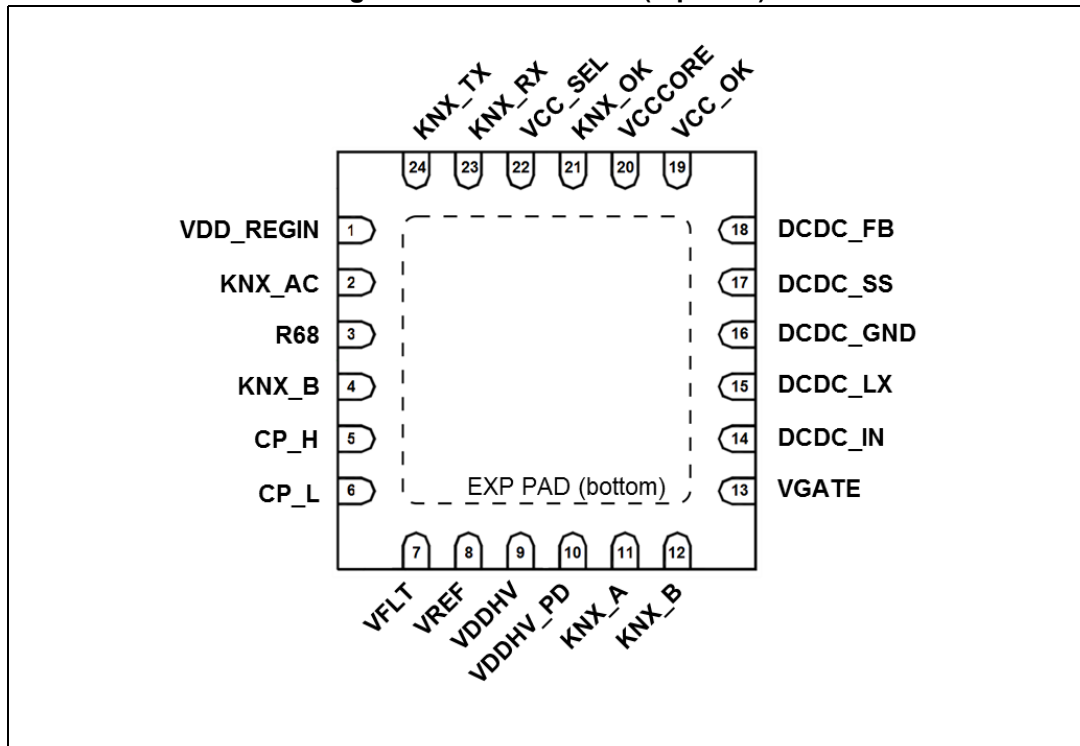 KNX_TX
KNX_RX
VCC_SEL
KNX_OK
VCCCORE
VCC_OK
24
23
22
21
20
19
VDD_REGIN 1
KNX_AC 2
R68 3
KNX_B 4
CP_H 5
CP_L 6
18 DCDC_FB
17 DCDC_SS
16 DCDC_GND
15 DCDC_LX
14 DCDC_IN
13 VGATE
EXP PAD (bottom)
7
8
9
10
11
12
VFLT
VREF
VDDHV
VDDHV_PD
KNX_A
KNX_B